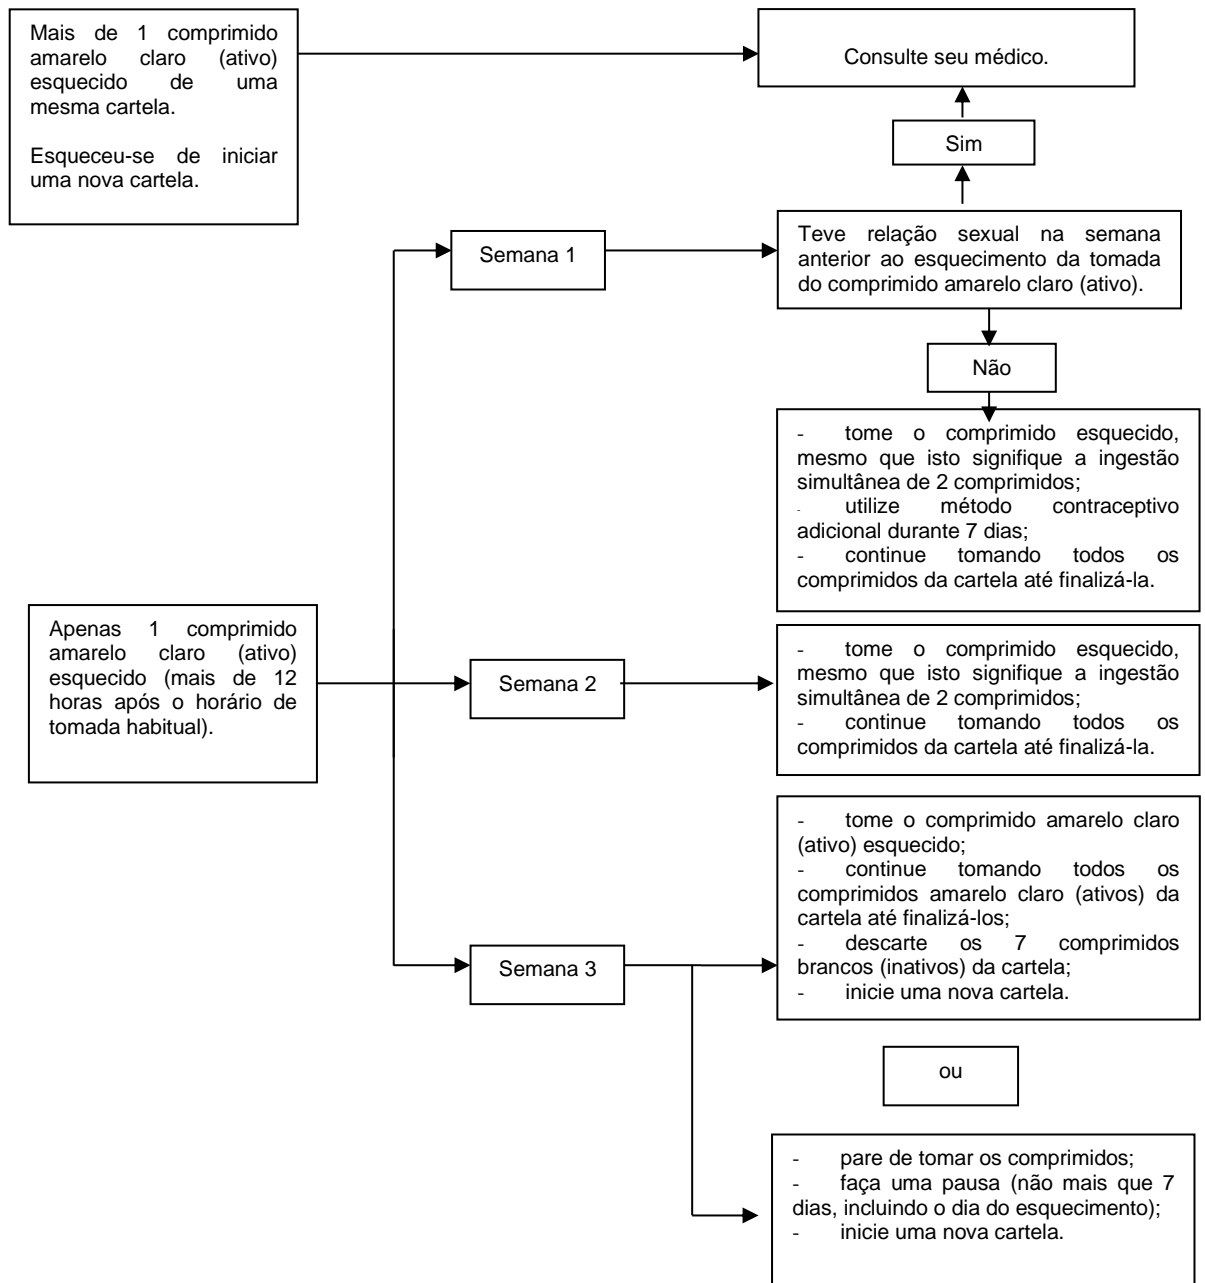 Mais de 1 comprimido
amarelo claro (ativo)
esquecido de uma
mesma cartela.
Esqueceu-se de iniciar
uma nova cartela.
Consulte seu médico.
Sim
Semana 1
Teve relação sexual na semana
anterior ao esquecimento da tomada
do comprimido amarelo claro (ativo).
Não
- tome o comprimido esquecido,
mesmo que isto signifique a ingestão
simultânea de 2 comprimidos;
- utilize método contraceptivo
adicional durante 7 dias;
- continue tomando todos os
comprimidos da cartela até finalizá-la.
Apenas 1 comprimido
amarelo claro (ativo)
esquecido (mais de 12
horas após o horário de
tomada habitual).
Semana 2
- tome o comprimido esquecido,
mesmo que isto signifique a ingestão
simultânea de 2 comprimidos;
- continue tomando todos os
comprimidos da cartela até finalizá-la.
Semana 3
- tome o comprimido amarelo claro
(ativo) esquecido;
- continue tomando todos os
comprimidos amarelo claro (ativos) da
cartela até finalizá-los;
- descarte os 7 comprimidos
brancos (inativos) da cartela;
- inicie uma nova cartela.
ou
- pare de tomar os comprimidos;
- faça uma pausa (não mais que 7
dias, incluindo o dia do esquecimento);
- inicie uma nova cartela.